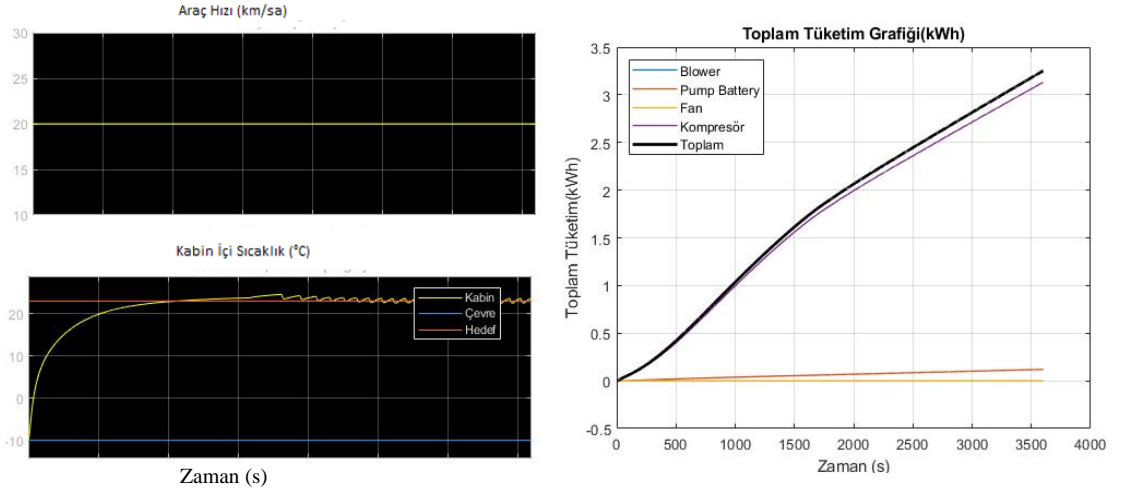 Araç Hızı (km/sa)
30
25
20
15
10
Kabin İçi Sıcaklık (°C)
20
10
0
-10
Kabin
Çevre
Hedef
Zaman (s)
Toplam Tüketim Grafiği(kWh)
Toplam Tüketim(kWh)
3.5
3
2.5
2
1.5
1
0.5
0
-0.5
Blower
Pump Battery
Fan
Kompresör
Toplam
0 500 1000 1500 2000 2500 3000 3500 4000
Zaman (s)